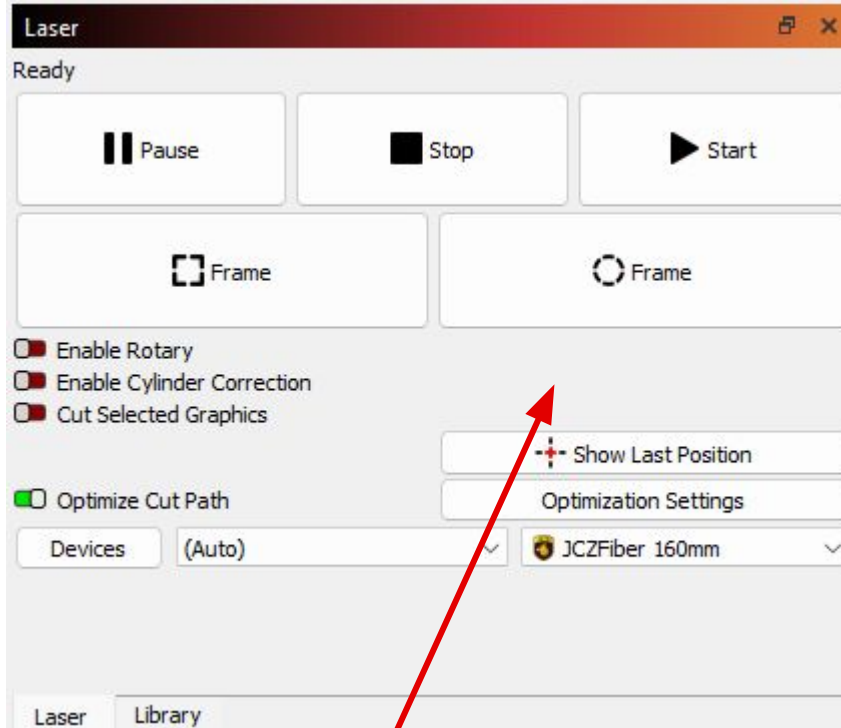 Laser
Ready
Pause Stop Start
Frame Frame
Enable Rotary
Enable Cylinder Correction
Cut Selected Graphics
Show Last Position
Optimize Cut Path Optimization Settings
Devices (Auto) JCZFiber 160mm
Laser Library